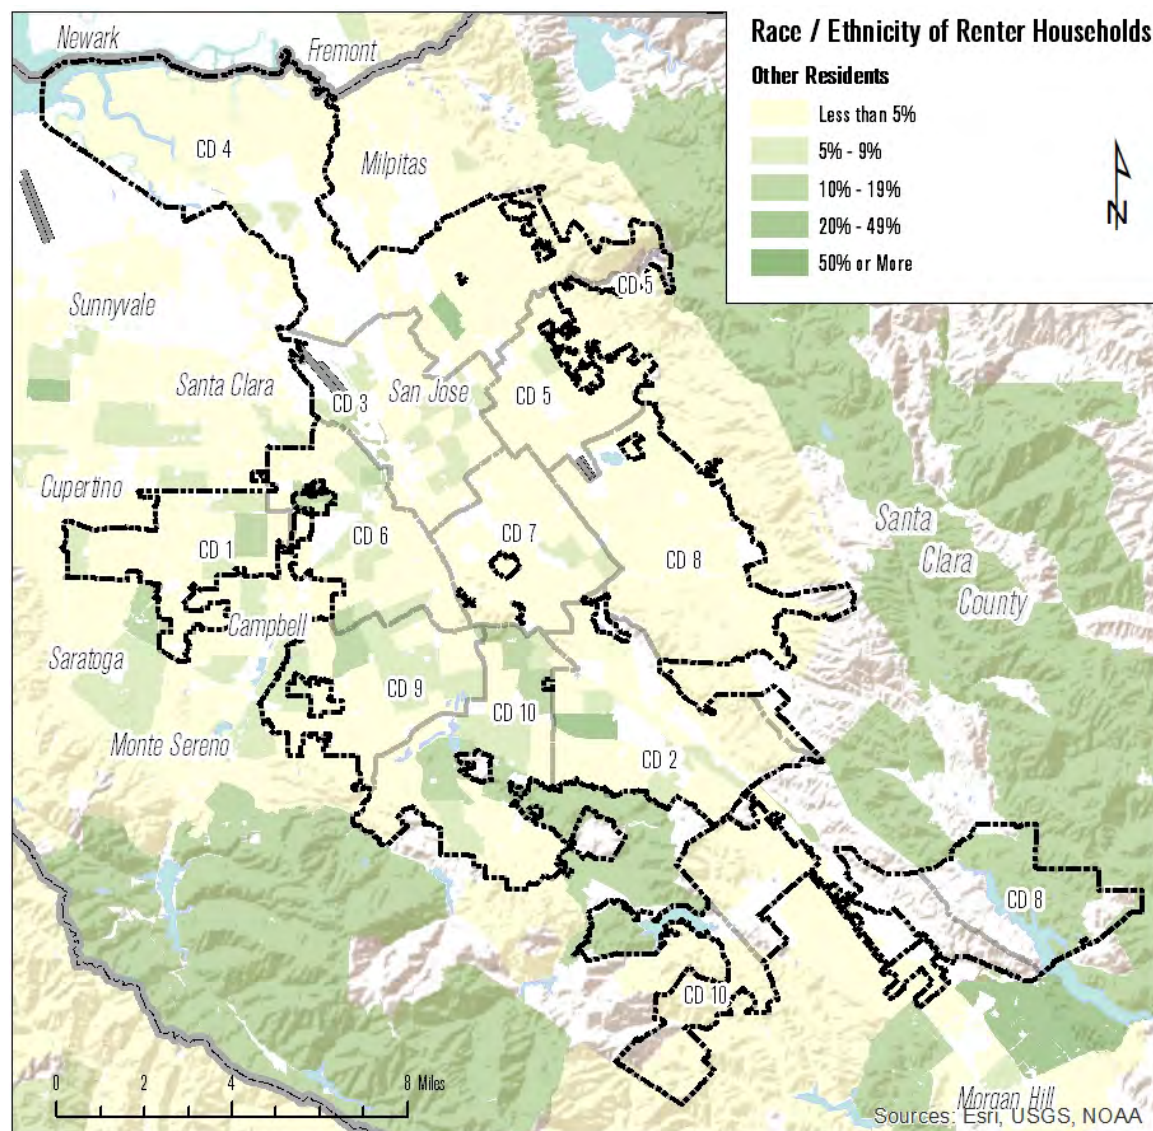 Race / Ethnicity of Renter Households
Other Residents
Less than 5%
5% - 9%
10% - 19%
20% - 49%
50% or More
N
Newark
Fremont
CD 4
Milpitas
CD 5
Sunnyvale
Santa Clara
CD 3
San Jose
CD 5
Cupertino
CD 1
CD 6
CD 7
CD 8
Santa
Clara
County
Campbell
Saratoga
CD 9
CD 10
Monte Sereno
CD 2
CD 8
CD 10
0 2 4 8 Miles
Morgan Hill
Sources: Esri, USGS, NOAA